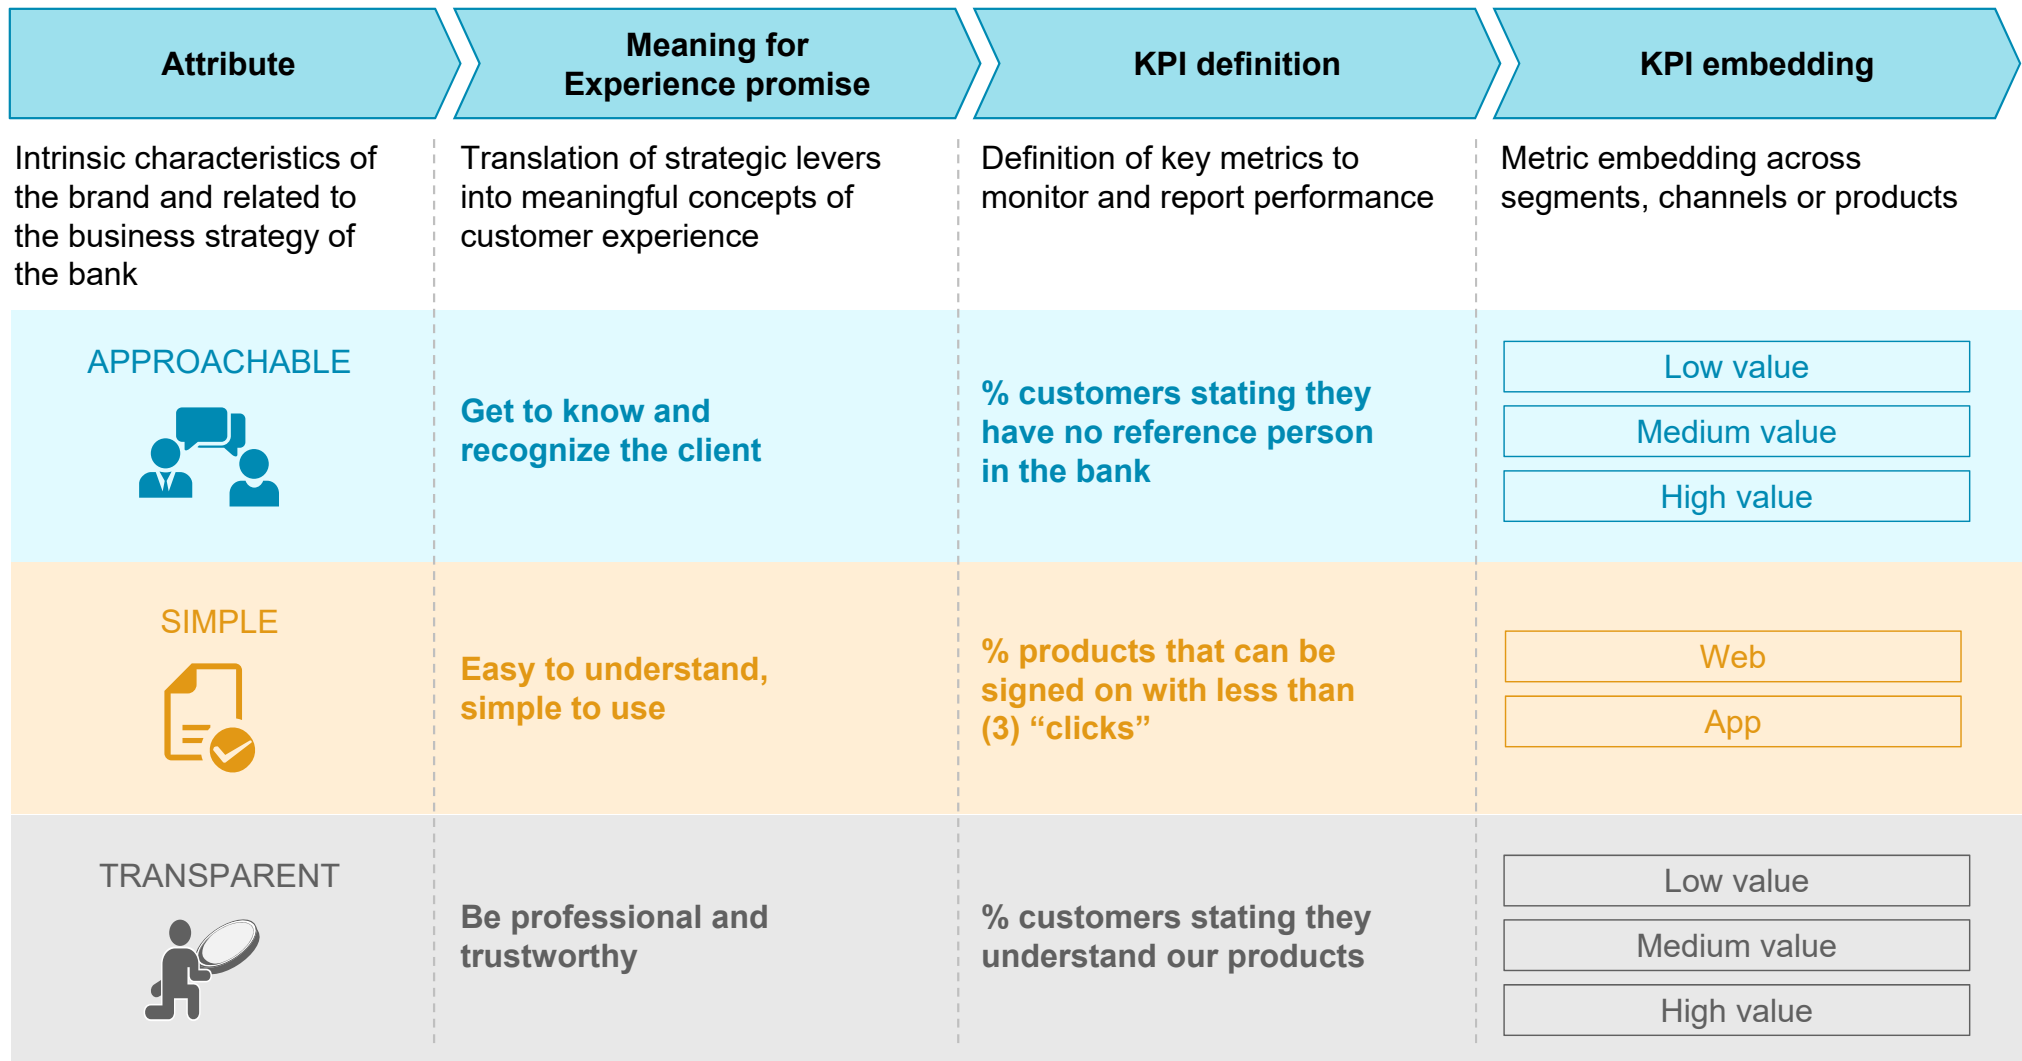 Attribute
Meaning for
Experience promise
KPI definition
KPI embedding
Intrinsic characteristics of
the brand and related to
the business strategy of
the bank
Translation of strategic levers
into meaningful concepts of
customer experience
Definition of key metrics to
monitor and report performance
Metric embedding across
segments, channels or products
APPROACHABLE
Get to know and
recognize the client
% customers stating they
have no reference person
in the bank
Low value
Medium value
High value
SIMPLE
Easy to understand,
simple to use
% products that can be
signed on with less than
(3) “clicks”
Web
App
TRANSPARENT
Be professional and
trustworthy
% customers stating they
understand our products
Low value
Medium value
High value